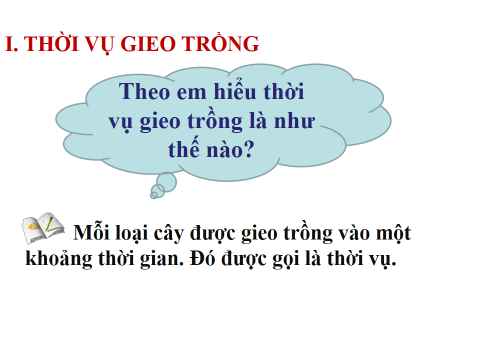 I. THỜI VỤ GIEO TRỒNG
Theo em hiểu thời
vụ gieo trồng là như
thế nào?
Mỗi loại cây được gieo trồng vào một
khoảng thời gian. Đó được gọi là thời vụ.